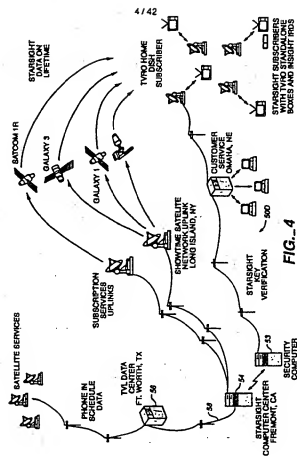 4 / 42
STARSIGHT
DATA ON
LIFETIME
SATCOM 1R
GALAXY 3
GALAXY 1
TVRO HOME
DISH
SUBSCRIBER
STARSIGHT SUBSCRIBERS
WITH TVRO STANDALONE
BOXES AND INSIGHT IRDS
SUBSCRIPTION
SERVICES
UPLINKS
SHOWTIME SATELLITE
NETWORK UPLINK
LONG ISLAND, NY
CUSTOMER
SERVICE
OMAHA, NE
500
SATELLITE SERVICES
PHONE IN
SCHEDULE
DATA
TVL DATA
CENTER
FT. WORTH, TX
56
58
54
STARSIGHT
COMPUTER CENTER
FREMONT, CA
STARSIGHT
KEY
VERIFICATION
53
SECURITY
COMPUTER
FIG._4